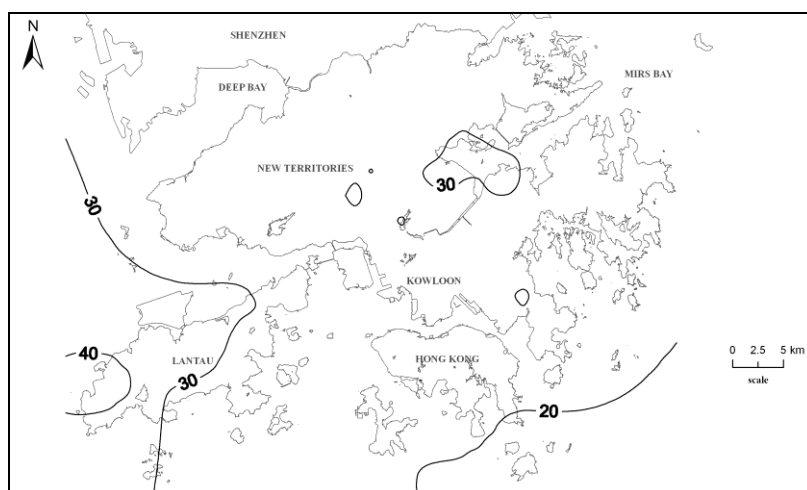 N
SHENZHEN
MIRS BAY
DEEP BAY
NEW TERRITORIES
30
30
KOWLOON
40
LANTAU
HONG KONG
0 2.5 5 km
scale
30
20